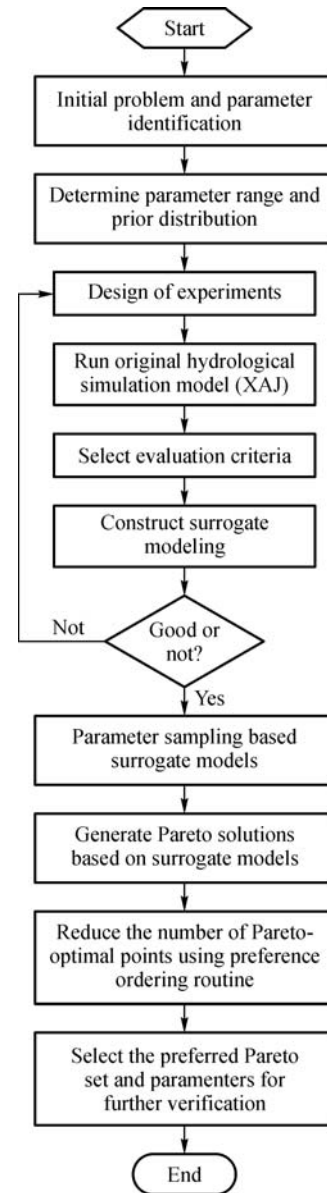 Start
Initial problem and parameter
identification
Determine parameter range and
prior distribution
Design of experiments
Run original hydrological
simulation model (XAJ)
Select evaluation criteria
Construct surrogate
modeling
Not
Good or
not?
Yes
Parameter sampling based
surrogate models
Generate Pareto solutions
based on surrogate models
Reduce the number of Pareto-
optimal points using preference
ordering routine
Select the preferred Pareto
set and paramenters for
further verification
End